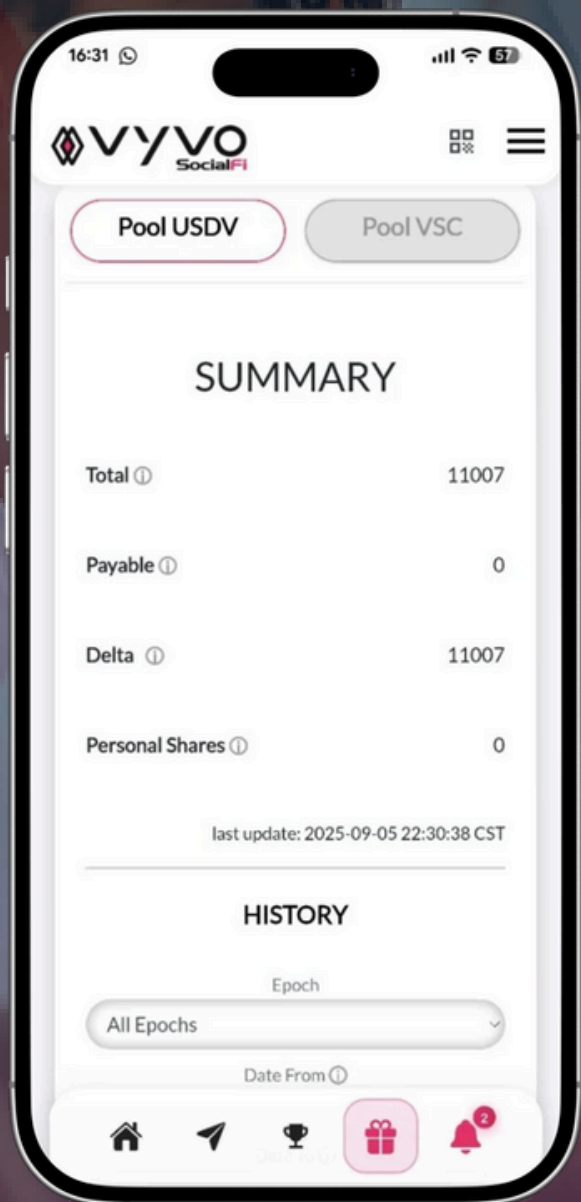 16:31
57
VYVO
SocialFi
Pool USDV
Pool VSC
SUMMARY
Total
11007
Payable
0
Delta
11007
Personal Shares
0
last update: 2025-09-05 22:30:38 CST
HISTORY
Epoch
All Epochs
Date From
2